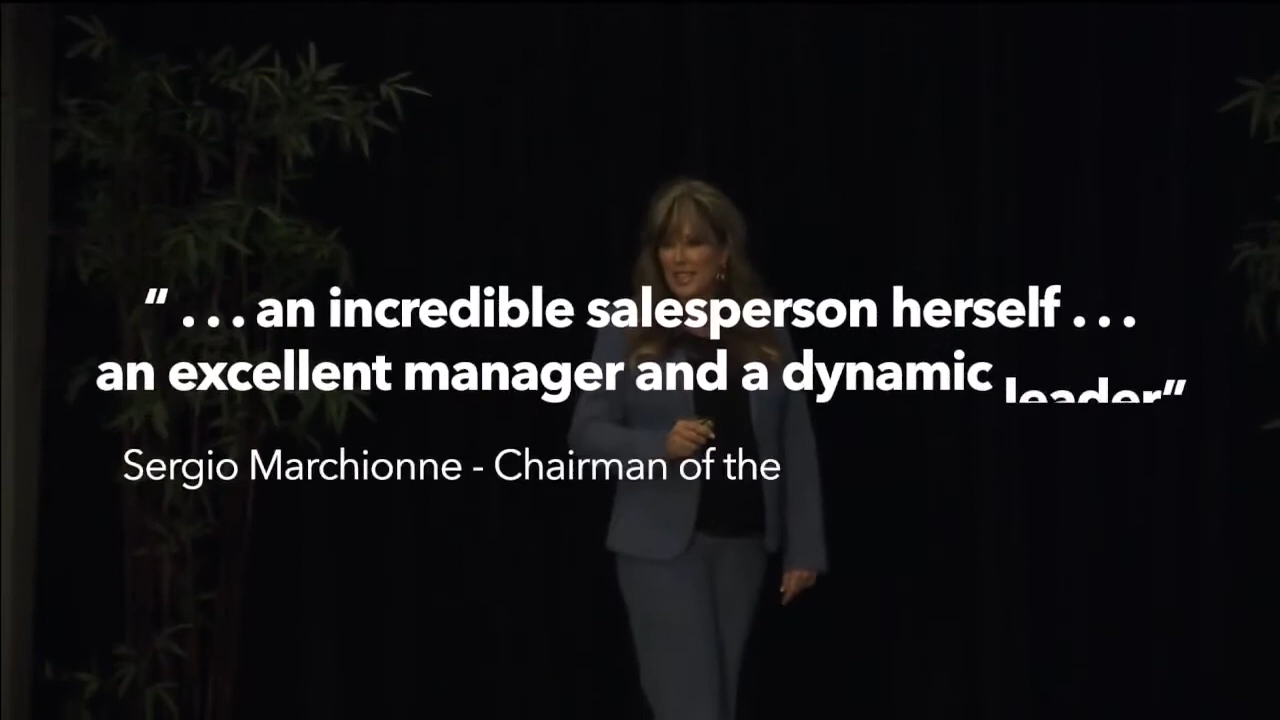 “ . . . an incredible salesperson herself . . .
an excellent manager and a dynamic leader”
Sergio Marchionne - Chairman of the